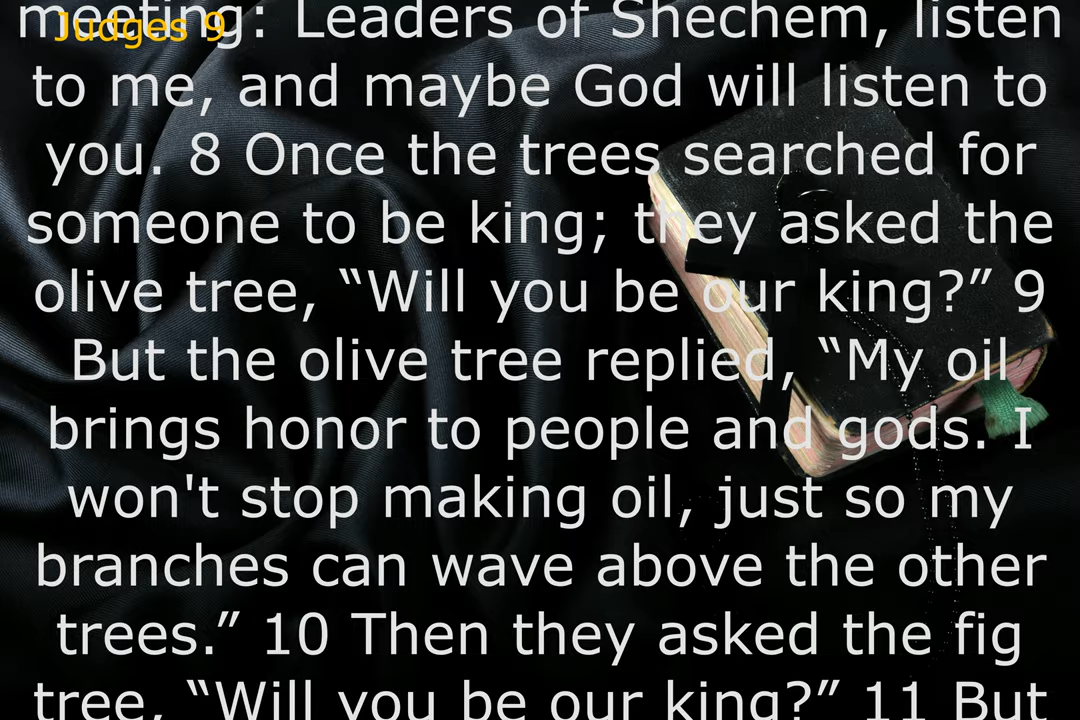 Judges 9
meeting: Leaders of Shechem, listen
to me, and maybe God will listen to
you. 8 Once the trees searched for
someone to be king; they asked the
olive tree, “Will you be our king?” 9
But the olive tree replied, “My oil
brings honor to people and gods. I
won't stop making oil, just so my
branches can wave above the other
trees.” 10 Then they asked the fig
tree, “Will you be our king?” 11 But